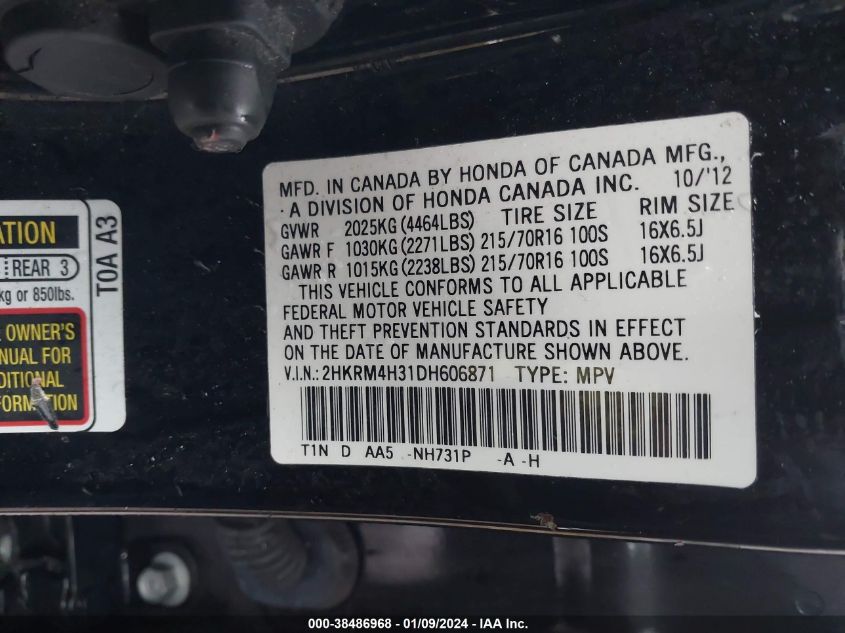 ATION
REAR 3
kg or 850lbs.
OWNER'S
NUAL FOR
DITIONAL
FORMATION
T0A A3
MFD. IN CANADA BY HONDA OF CANADA MFG.,
A DIVISION OF HONDA CANADA INC. 10/'12
GVWR 2025KG (4464LBS) TIRE SIZE RIM SIZE
GAWR F 1030KG (2271LBS) 215/70R16 100S 16X6.5J
GAWR R 1015KG (2238LBS) 215/70R16 100S 16X6.5J
THIS VEHICLE CONFORMS TO ALL APPLICABLE
FEDERAL MOTOR VEHICLE SAFETY
AND THEFT PREVENTION STANDARDS IN EFFECT
ON THE DATE OF MANUFACTURE SHOWN ABOVE.
V.I.N.: 2HKRM4H31DH606871 TYPE: MPV
T1N D AA5 -NH731P -A -H
000-38486968 - 01/09/2024 - IAA Inc.